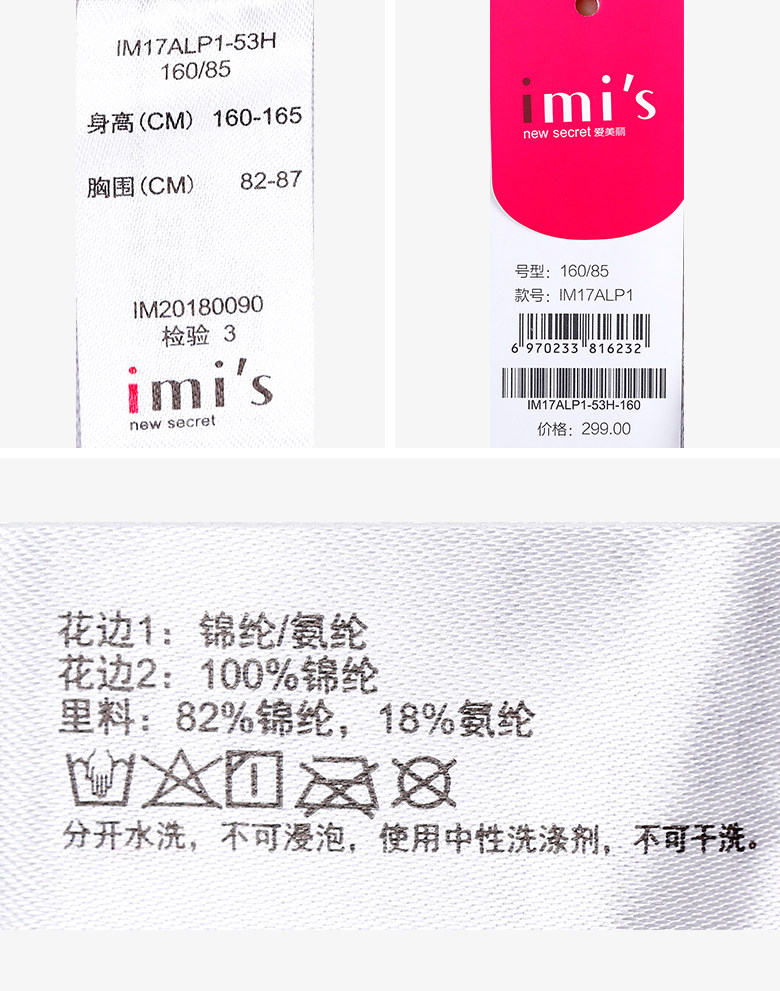 IM17ALP1-53H
160/85
身高(CM) 160-165
胸围(CM) 82-87
IM20180090
检验 3
imi's
new secret
imi's
new secret 爱美丽
号型: 160/85
款号: IM17ALP1
6 970233 816232
IM17ALP1-53H-160
价格: 299.00
花边1: 锦纶/氨纶
花边2: 100%锦纶
里料: 82%锦纶, 18%氨纶
分开水洗, 不可浸泡, 使用中性洗涤剂, 不可干洗。